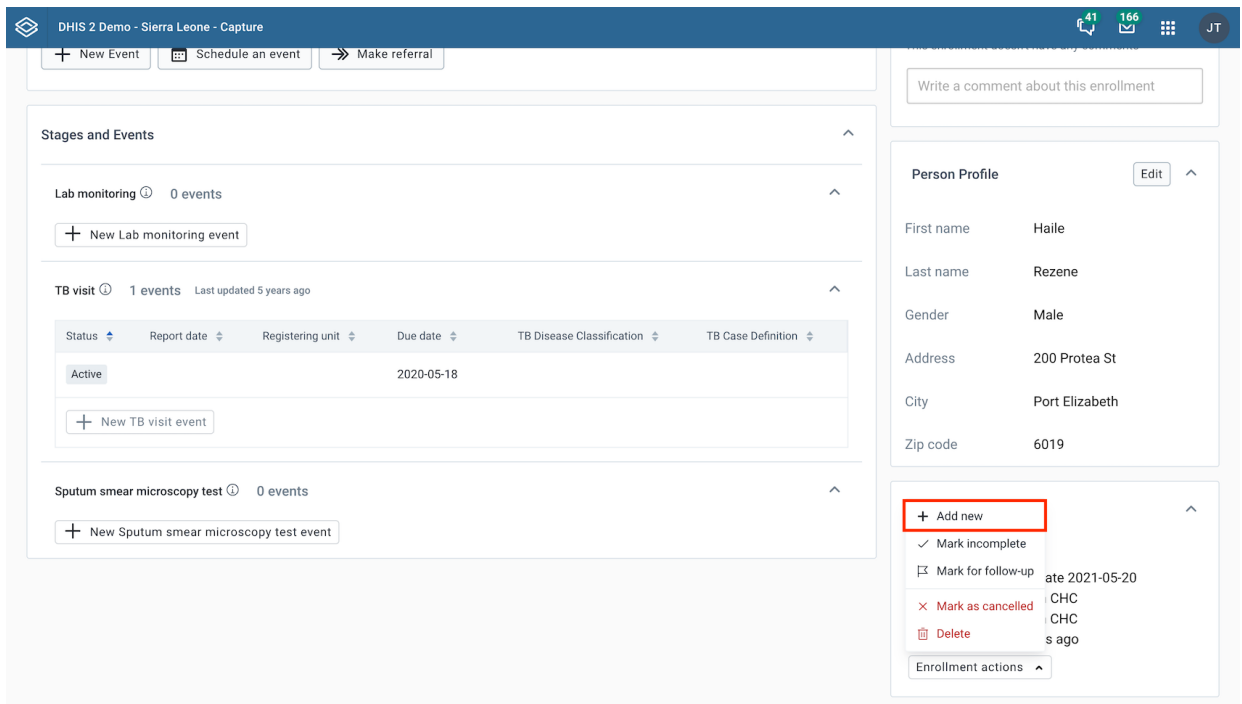 DHIS 2 Demo - Sierra Leone - Capture
41
166
JT
New Event
Schedule an event
Make referral
Write a comment about this enrollment
Stages and Events
Lab monitoring 0 events
New Lab monitoring event
TB visit 1 events Last updated 5 years ago
Status Report date Registering unit Due date TB Disease Classification TB Case Definition
Active 2020-05-18
New TB visit event
Sputum smear microscopy test 0 events
New Sputum smear microscopy test event
Person Profile Edit
First name Haile
Last name Rezene
Gender Male
Address 200 Protea St
City Port Elizabeth
Zip code 6019
Add new
Mark incomplete
Mark for follow-up
ate 2021-05-20
CHC
Mark as cancelled
CHC
Delete
s ago
Enrollment actions